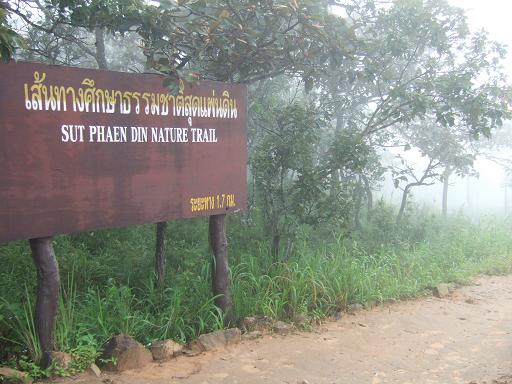 เส้นทางศึกษาธรรมชาติสุดแผ่นดิน
SUT PHAEN DIN NATURE TRAIL
ระยะทาง 1.7 กม.